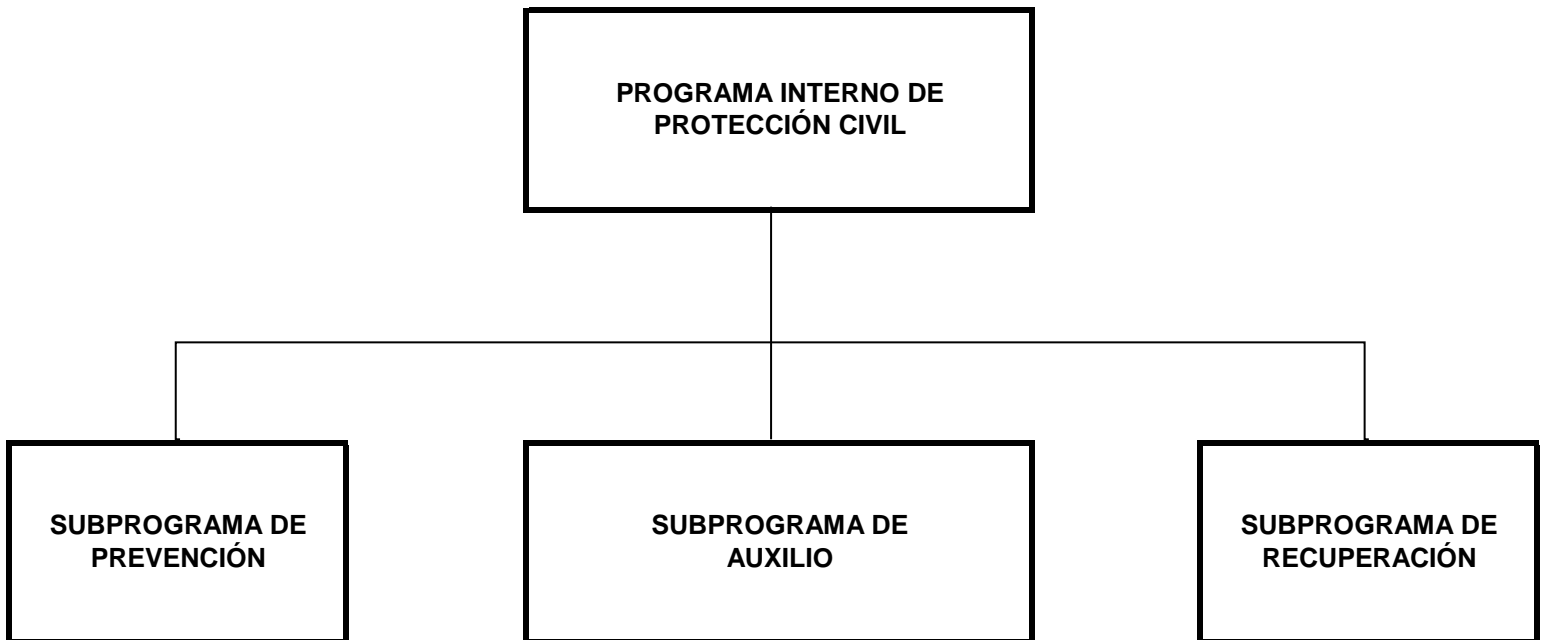 PROGRAMA INTERNO DE
PROTECCIÓN CIVIL
SUBPROGRAMA DE
PREVENCIÓN
SUBPROGRAMA DE
AUXILIO
SUBPROGRAMA DE
RECUPERACIÓN